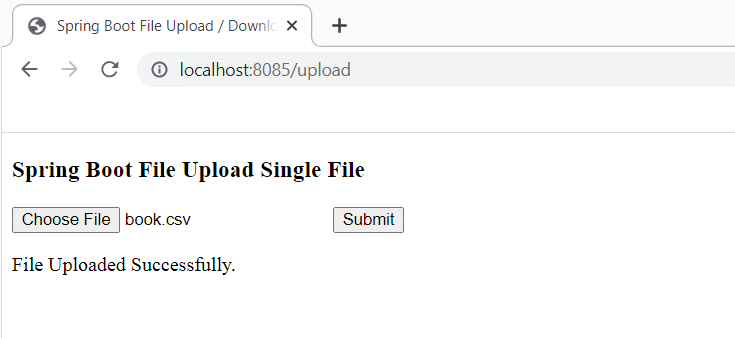 Spring Boot File Upload / Downlo
localhost:8085/upload
Spring Boot File Upload Single File
Choose File book.csv Submit
File Uploaded Successfully.